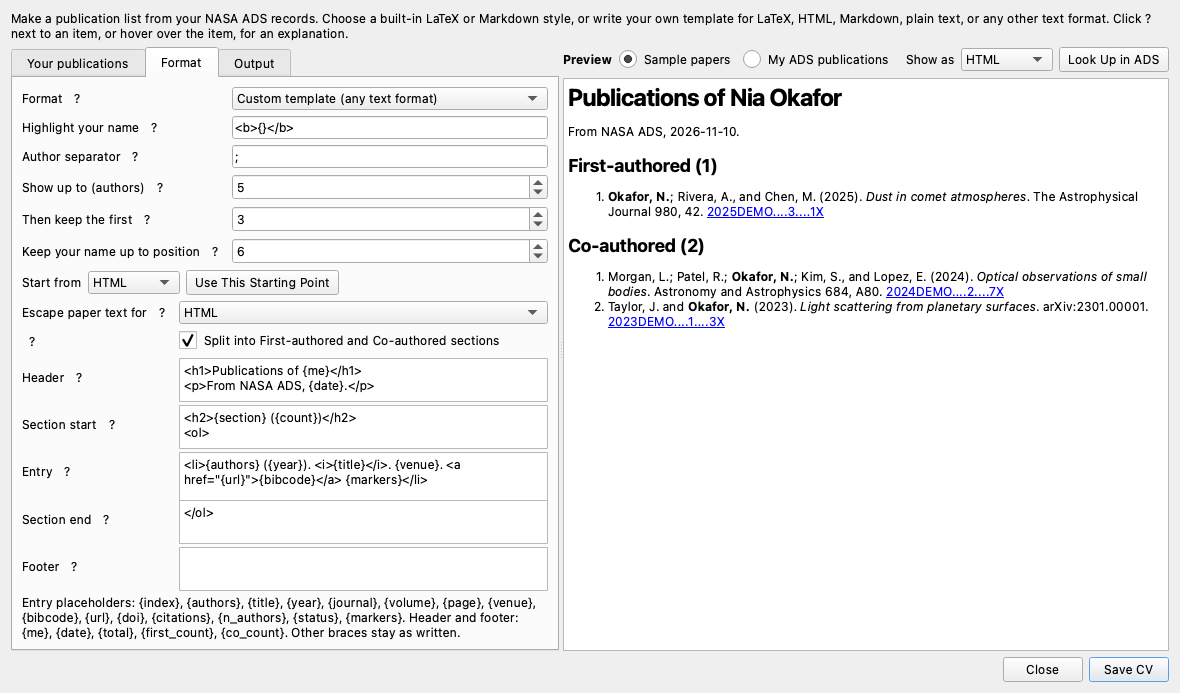 Make a publication list from your NASA ADS records. Choose a built-in LaTeX or Markdown style, or write your own template for LaTeX, HTML, Markdown, plain text, or any other text format. Click ?
next to an item, or hover over the item, for an explanation.
Your publications
Format
Output
Format ?
Custom template (any text format)
Highlight your name ?
<b>{}</b>
Author separator ?
;
Show up to (authors) ?
5
Then keep the first ?
3
Keep your name up to position ?
6
Start from
HTML
Use This Starting Point
Escape paper text for ?
HTML
?
Split into First-authored and Co-authored sections
Header ?
<h1>Publications of {me}</h1>
<p>From NASA ADS, {date}.</p>
Section start ?
<h2>{section} ({count})</h2>
<ol>
Entry ?
<li>{authors} ({year}). <i>{title}</i>. {venue}. <a
href="{url}">{bibcode}</a> {markers}</li>
Section end ?
</ol>
Footer ?
Entry placeholders: {index}, {authors}, {title}, {year}, {journal}, {volume}, {page}, {venue},
{bibcode}, {url}, {doi}, {citations}, {n_authors}, {status}, {markers}. Header and footer:
{me}, {date}, {total}, {first_count}, {co_count}. Other braces stay as written.
Preview
Sample papers
My ADS publications
Show as
HTML
Look Up in ADS
Publications of Nia Okafor
From NASA ADS, 2026-11-10.
First-authored (1)
1. Okafor, N.; Rivera, A., and Chen, M. (2025). Dust in comet atmospheres. The Astrophysical
Journal 980, 42. 2025DEMO....3....1X
Co-authored (2)
1. Morgan, L.; Patel, R.; Okafor, N.; Kim, S., and Lopez, E. (2024). Optical observations of small
bodies. Astronomy and Astrophysics 684, A80. 2024DEMO....2....7X
2. Taylor, J. and Okafor, N. (2023). Light scattering from planetary surfaces. arXiv:2301.00001.
2023DEMO....1....3X
Close
Save CV